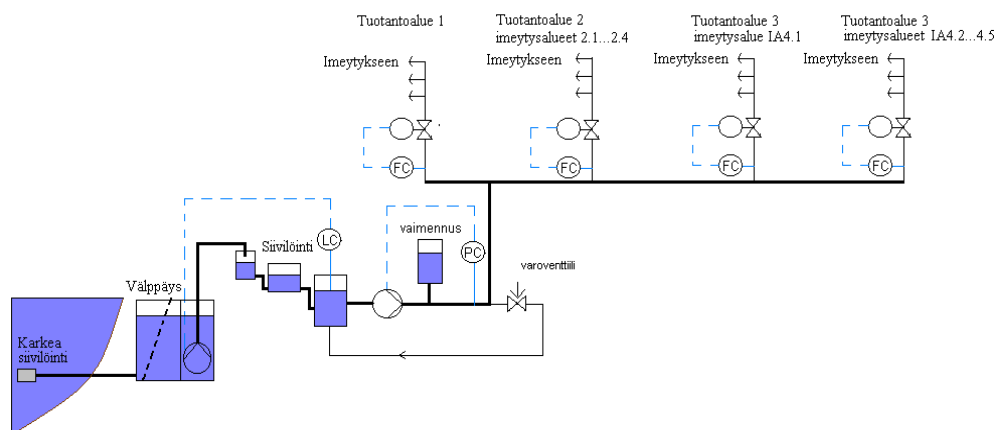 Tuotantoalue 1
Tuotantoalue 2
imeytysalueet 2.1...2.4
Tuotantoalue 3
imeytysalue IA4.1
Tuotantoalue 3
imeytysalueet IA4.2...4.5
Imeytykseen
Imeytykseen
Imeytykseen
Imeytykseen
FC
FC
FC
FC
LC
vaimennus
PC
Siivilöinti
varoventtiili
Välppäys
Karkea
siivilöinti